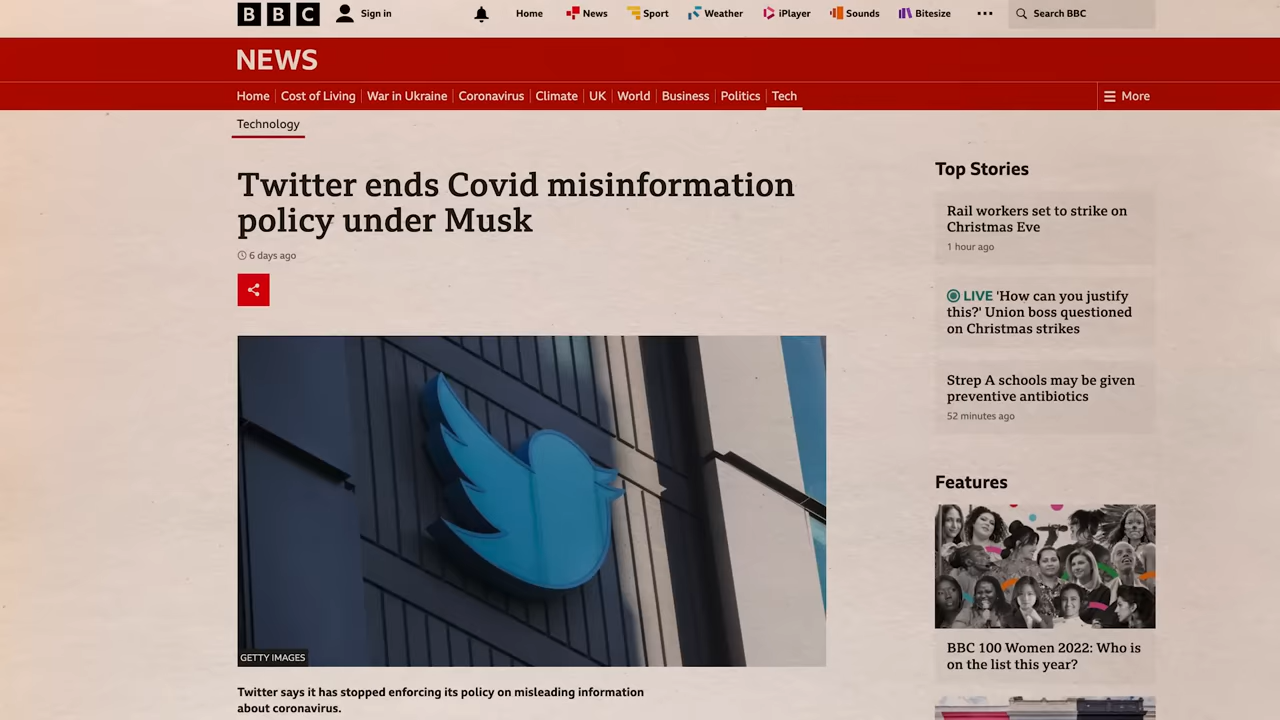 BBC
Sign in
Home
News
Sport
Weather
iPlayer
Sounds
Bitesize
Search BBC
NEWS
Home
Cost of Living
War in Ukraine
Coronavirus
Climate
UK
World
Business
Politics
Tech
More
Technology
Twitter ends Covid misinformation
policy under Musk
6 days ago
GETTY IMAGES
Twitter says it has stopped enforcing its policy on misleading information
about coronavirus.
Top Stories
Rail workers set to strike on
Christmas Eve
1 hour ago
LIVE 'How can you justify
this?' Union boss questioned
on Christmas strikes
Strep A schools may be given
preventive antibiotics
52 minutes ago
Features
BBC 100 Women 2022: Who is
on the list this year?